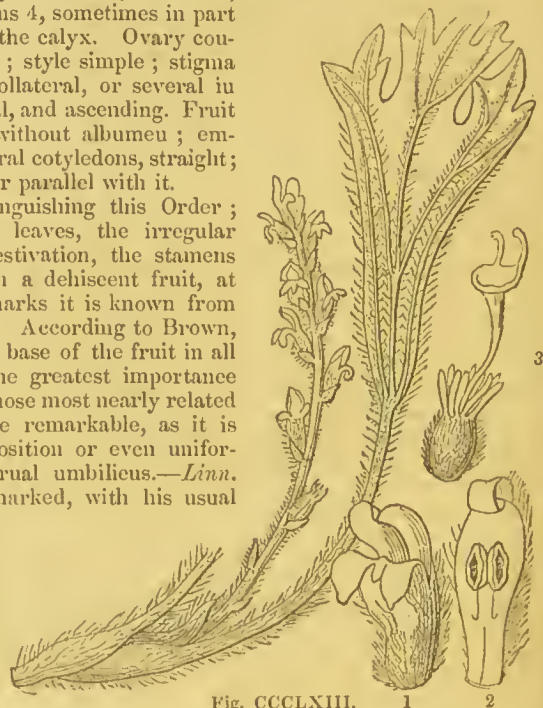 ns 4, sometimes in part
the calyx. Ovary cou-
; style simple ; stigma
ollateral, or several iu
l, and ascending. Fruit
without albumeu ; em-
ral cotyledons, straight;
r parallel with it.
nguishing this Order ;
leaves, the irregular
estivation, the stamens
n a dehiscent fruit, at
narks it is known from
According to Brown,
base of the fruit in all
he greatest importance
hose most nearly related
e remarkable, as it is
osition or even unifor-
rual umbilicus.—Linn.
narked, with his usual
3
Fig. CCCLXIII. 1 2